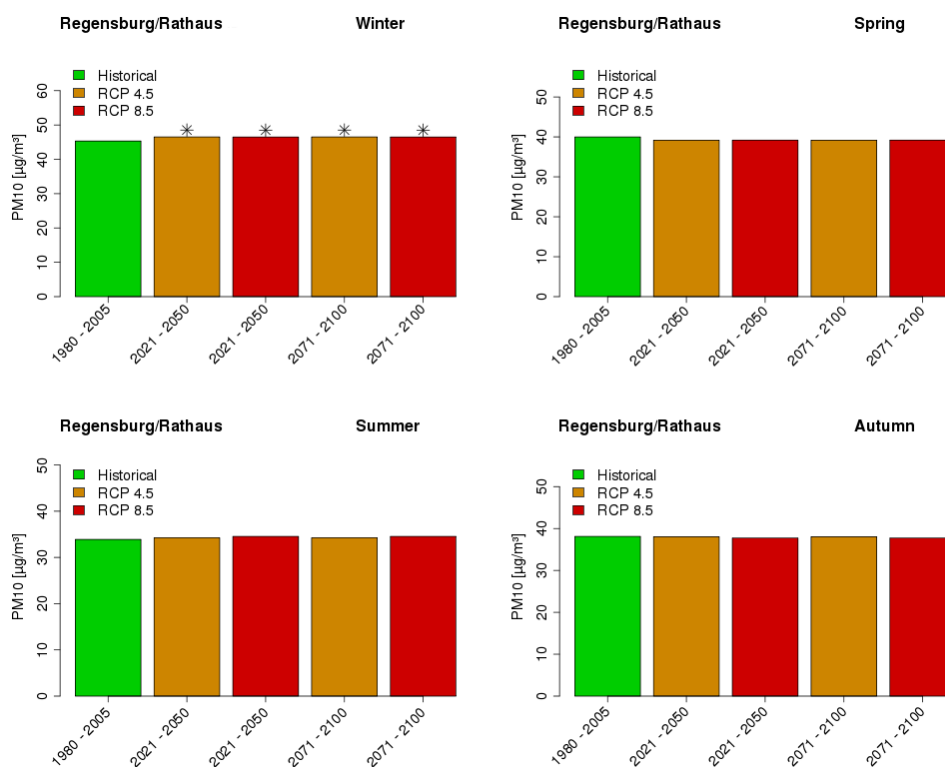 Regensburg/Rathaus Winter
Historical
RCP 4.5
RCP 8.5
PM10 [µg/m³]
60
50
40
30
20
10
0
1980 - 2005
2021 - 2050
2021 - 2050
2071 - 2100
2071 - 2100
Regensburg/Rathaus Spring
Historical
RCP 4.5
RCP 8.5
PM10 [µg/m³]
50
40
30
20
10
0
1980 - 2005
2021 - 2050
2021 - 2050
2071 - 2100
2071 - 2100
Regensburg/Rathaus Summer
Historical
RCP 4.5
RCP 8.5
PM10 [µg/m³]
50
40
30
20
10
0
1980 - 2005
2021 - 2050
2021 - 2050
2071 - 2100
2071 - 2100
Regensburg/Rathaus Autumn
Historical
RCP 4.5
RCP 8.5
PM10 [µg/m³]
50
40
30
20
10
0
1980 - 2005
2021 - 2050
2021 - 2050
2071 - 2100
2071 - 2100